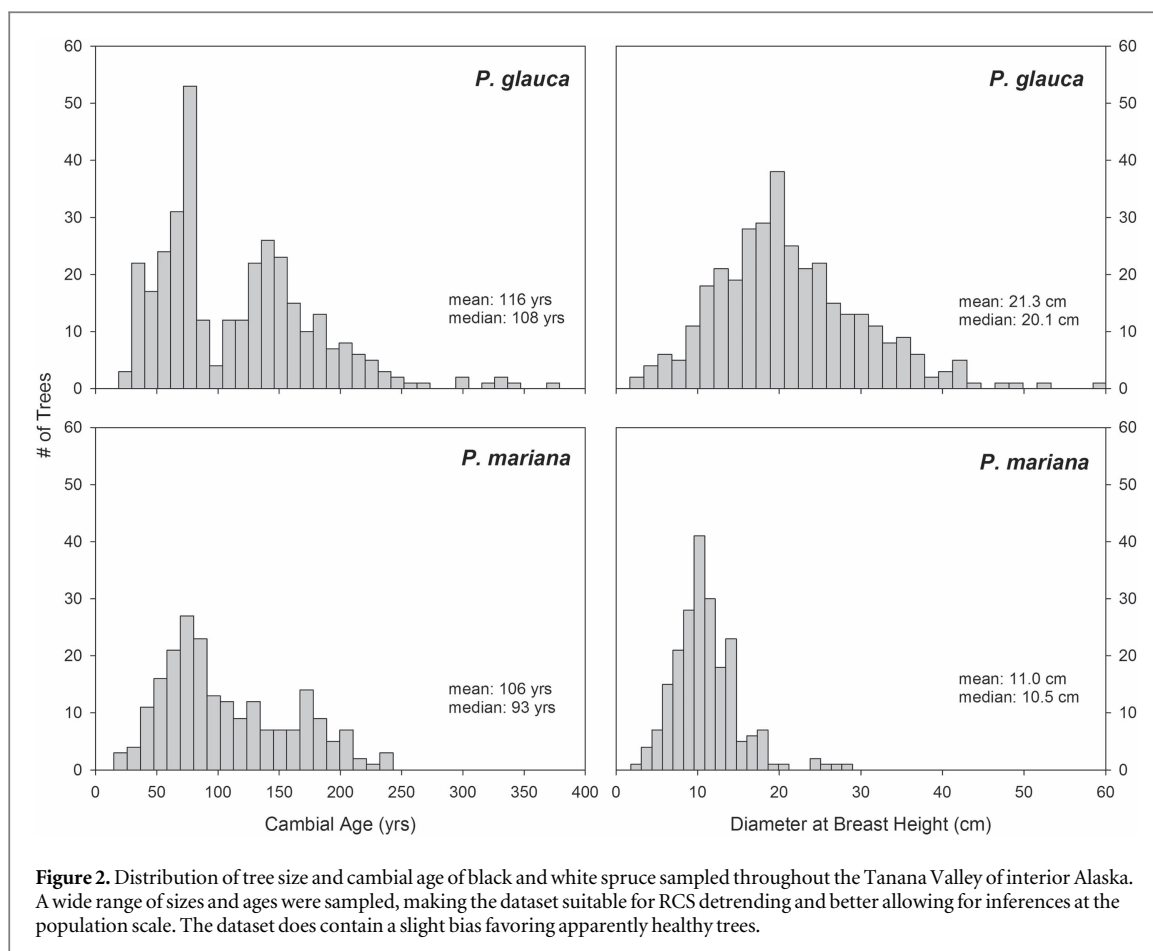 60
50
40
30
20
10
0
P. glauca
mean: 116 yrs
median: 108 yrs
P. glauca
mean: 21.3 cm
median: 20.1 cm
60
50
40
30
20
10
0
# of Trees
60
50
40
30
20
10
0
P. mariana
mean: 106 yrs
median: 93 yrs
0 50 100 150 200 250 300 350 400
Cambial Age (yrs)
P. mariana
mean: 11.0 cm
median: 10.5 cm
60
50
40
30
20
10
0
0 10 20 30 40 50 60
Diameter at Breast Height (cm)
Figure 2. Distribution of tree size and cambial age of black and white spruce sampled throughout the Tanana Valley of interior Alaska.
A wide range of sizes and ages were sampled, making the dataset suitable for RCS detrending and better allowing for inferences at the
population scale. The dataset does contain a slight bias favoring apparently healthy trees.